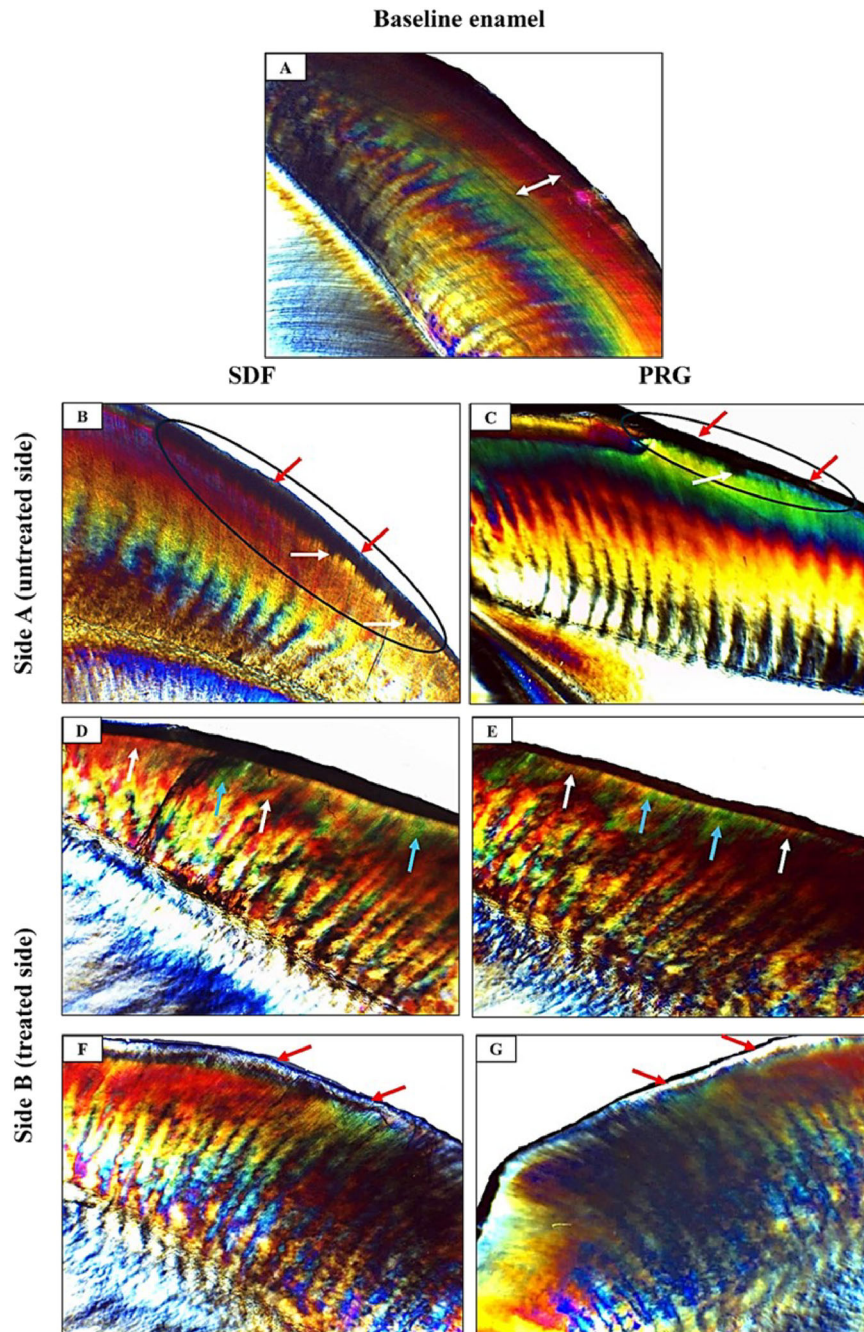 Baseline enamel
A
SDF
PRG
Side A (untreated side)
B
C
Side B (treated side)
D
E
F
G